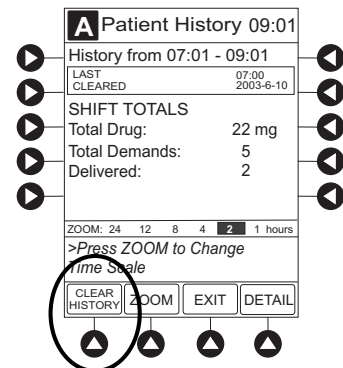 A Patient History 09:01
History from 07:01 - 09:01
LAST 07:00
CLEARED 2003-6-10
SHIFT TOTALS
Total Drug: 22 mg
Total Demands: 5
Delivered: 2
ZOOM: 24 12 8 4 2 1 hours
>Press ZOOM to Change
Time Scale
CLEAR HISTORY ZOOM EXIT DETAIL